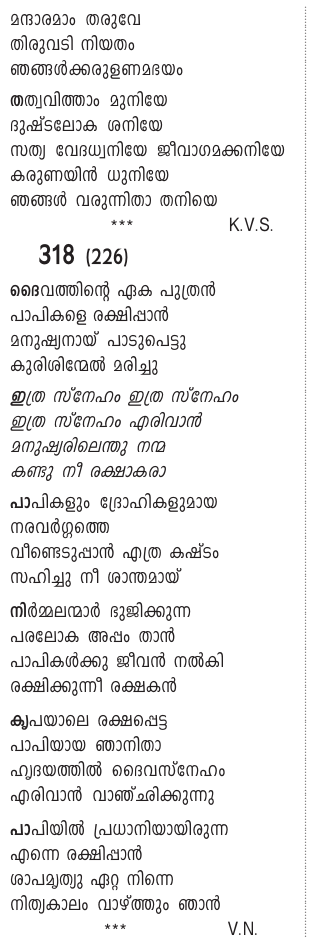 മന്ദാരമാം തരുവേ
തിരുവടി നിയതം
ഞങ്ങൾക്കരുളണമഭയം
തത്വവിത്താം മുനിയേ
ദുഷ്ടലോക ശനിയേ
സത്യ വേദധ്വനിയേ ജീവാഗമക്കനിയേ
കരുണയിൻ ധുനിയേ
ഞങ്ങൾ വരുന്നിതാ തനിയെ
*** K.V.S.
318 (226)
ദൈവത്തിന്റെ ഏക പുത്രൻ
പാപികളെ രക്ഷിപ്പാൻ
മനുഷ്യനായ് പാടുപെട്ടു
കുരിശിന്മേൽ മരിച്ചു
ഇത്ര സ്നേഹം ഇത്ര സ്നേഹം
ഇത്ര സ്നേഹം എരിവാൻ
മനുഷ്യരിലെന്തു നന്മ
കണ്ടു നീ രക്ഷാകരാ
പാപികളും ദ്രോഹികളുമായ
നരവർഗ്ഗത്തെ
വീണ്ടെടുപ്പാൻ എത്ര കഷ്ടം
സഹിച്ചു നീ ശാന്തമായ്
നിർമ്മലന്മാർ ഭുജിക്കുന്ന
പരലോക അപ്പം താൻ
പാപികൾക്കു ജീവൻ നൽകി
രക്ഷിക്കുന്നീ രക്ഷകൻ
കൃപയാലെ രക്ഷപ്പെട്ട
പാപിയായ ഞാനിതാ
ഹൃദയത്തിൽ ദൈവസ്നേഹം
എരിവാൻ വാഞ്ഛിക്കുന്നു
പാപിയിൽ പ്രധാനിയായിരുന്ന
എന്നെ രക്ഷിപ്പാൻ
ശാപമൃത്യു ഏറ്റ നിന്നെ
നിത്യകാലം വാഴ്ത്തും ഞാൻ
*** V.N.